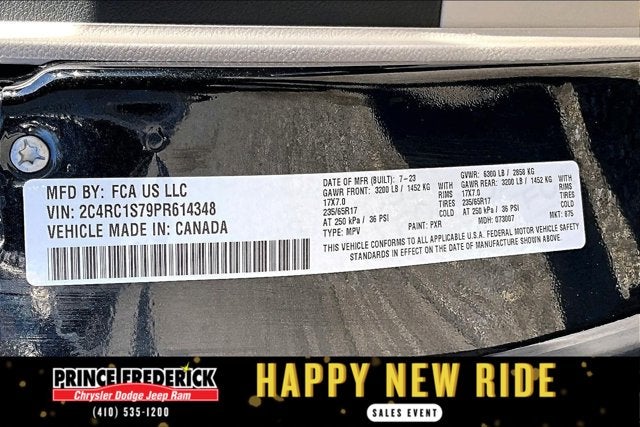 MFD BY: FCA US LLC
VIN: 2C4RC1S79PR614348
VEHICLE MADE IN: CANADA
DATE OF MFR (BUILT): 7-23 GVWR: 6300 LB / 2858 KG
GAWR FRONT: 3200 LB / 1452 KG WITH GAWR REAR: 3200 LB / 1452 KG WITH
17X7.0 RIMS 17X7.0 RIMS
235/65R17 TIRES 235/65R17 TIRES
AT 250 kPa / 36 PSI COLD AT 250 kPa / 36 PSI COLD
TYPE: MPV PAINT: PXR MDH: 073007 MKT: 875
THIS VEHICLE CONFORMS TO ALL APPLICABLE U.S.A. FEDERAL MOTOR VEHICLE SAFETY
STANDARDS IN EFFECT ON THE DATE OF MANUFACTURE SHOWN ABOVE.
PRINCE FREDERICK
Chrysler Dodge Jeep Ram
(410) 535-1200
HAPPY NEW RIDE
SALES EVENT